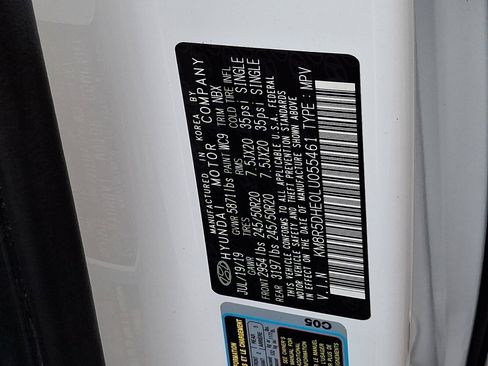 MANUFACTURED IN KOREA BY
HYUNDAI MOTOR COMPANY
JUL/19/19 GVWR 5871lbs PAINT WC9 TRIM NBX
GAWR RIMS COLD TIRE INFL
FRONT 2954 lbs 245/50R20 7.5JX20 35psi SINGLE
REAR 3197 lbs 245/50R20 7.5JX20 35psi SINGLE
THIS VEHICLE CONFORMS TO ALL APPLICABLE U.S.A. FEDERAL
MOTOR VEHICLE SAFETY AND THEFT PREVENTION STANDARDS
IN EFFECT ON THE DATE OF MANUFACTURE SHOWN ABOVE
V.I.N KM8R5DHE0LU055461 TYPE MPV
C05